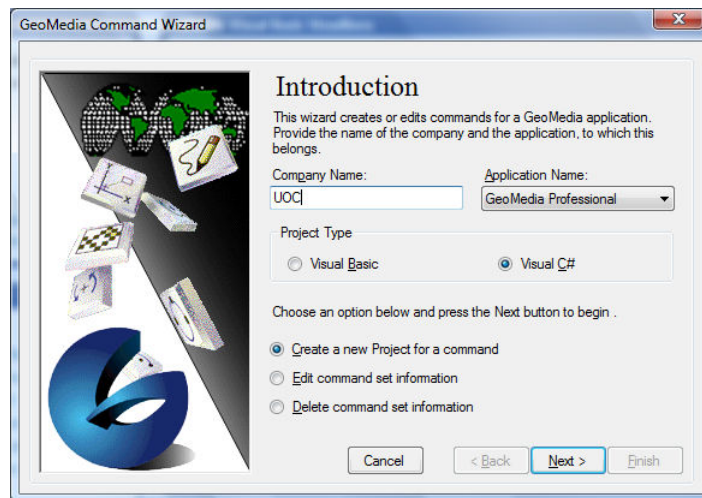 GeoMedia Command Wizard
Introduction
This wizard creates or edits commands for a GeoMedia application.
Provide the name of the company and the application, to which this
belongs.
Company Name:
Application Name:
UOC
GeoMedia Professional
Project Type
Visual Basic
Visual C#
Choose an option below and press the Next button to begin .
Create a new Project for a command
Edit command set information
Delete command set information
Cancel
< Back
Next >
Finish